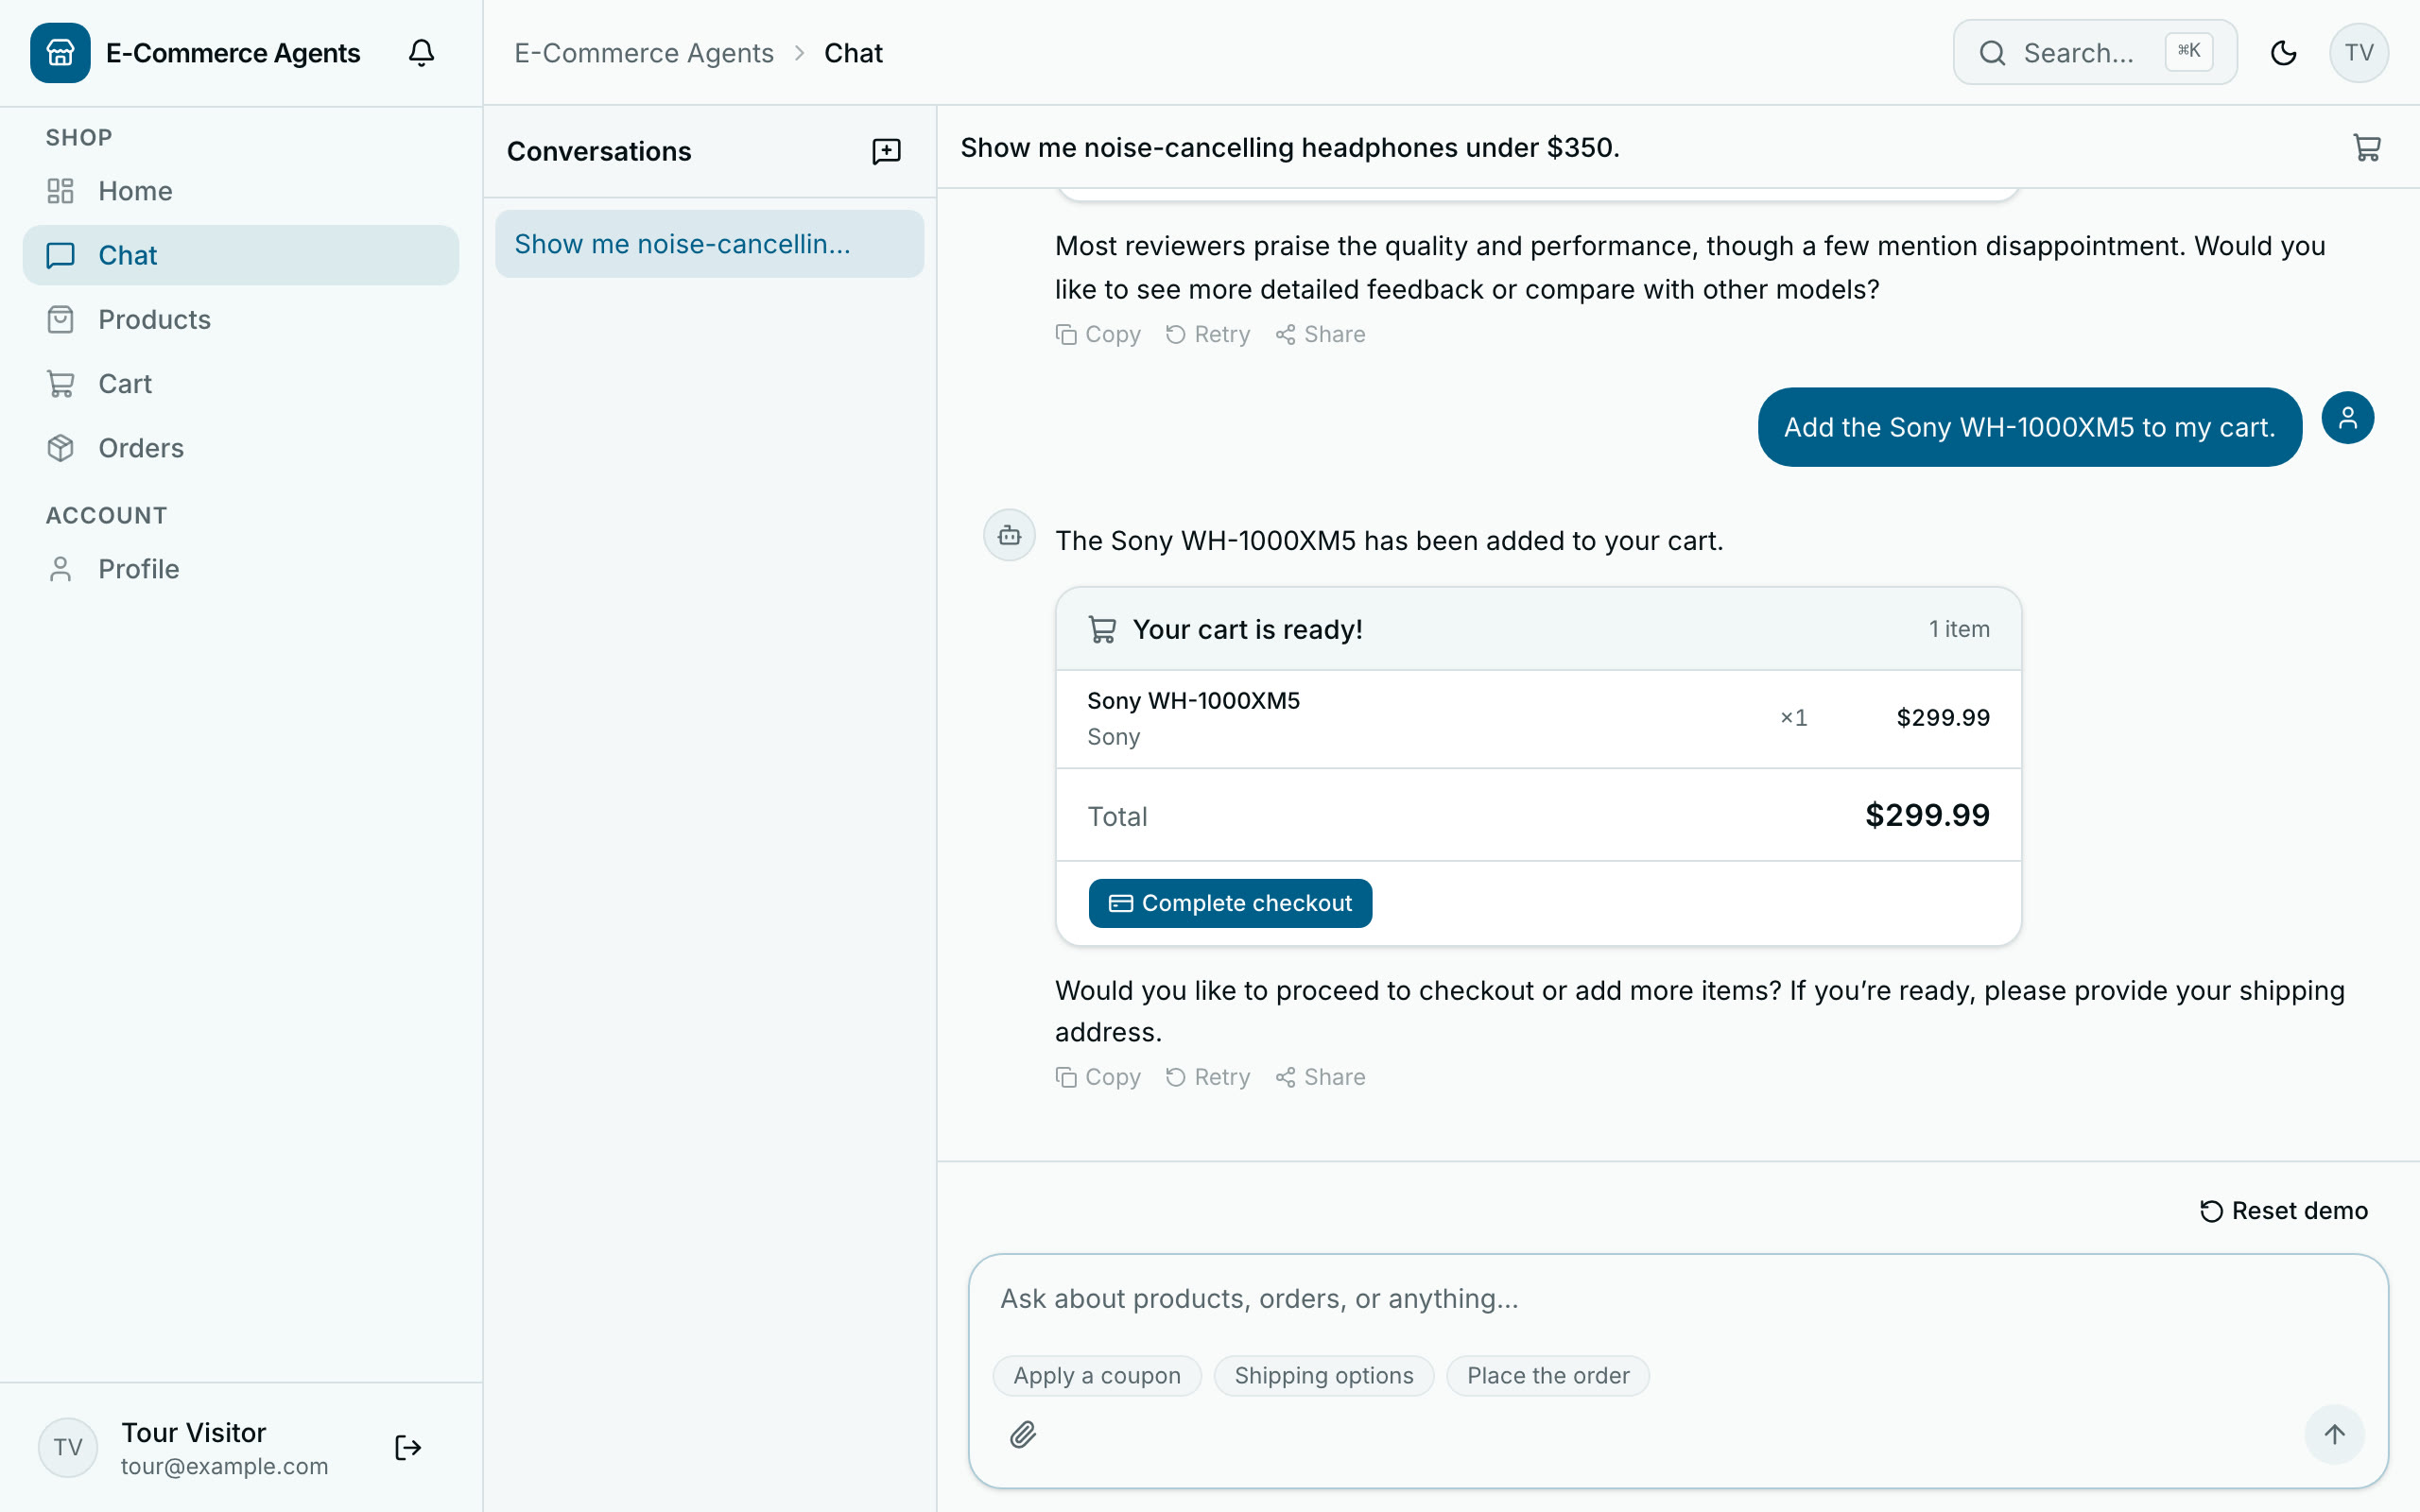 E-Commerce Agents
SHOP
Home
Chat
Products
Cart
Orders
ACCOUNT
Profile
TV
Tour Visitor
tour@example.com
E-Commerce Agents > Chat
Search...
⌘K
TV
Conversations
Show me noise-cancellin...
Show me noise-cancelling headphones under $350.
Most reviewers praise the quality and performance, though a few mention disappointment. Would you
like to see more detailed feedback or compare with other models?
Copy Retry Share
Add the Sony WH-1000XM5 to my cart.
The Sony WH-1000XM5 has been added to your cart.
Your cart is ready! 1 item
Sony WH-1000XM5
Sony
×1 $299.99
Total $299.99
Complete checkout
Would you like to proceed to checkout or add more items? If you’re ready, please provide your shipping
address.
Copy Retry Share
Reset demo
Ask about products, orders, or anything...
Apply a coupon Shipping options Place the order